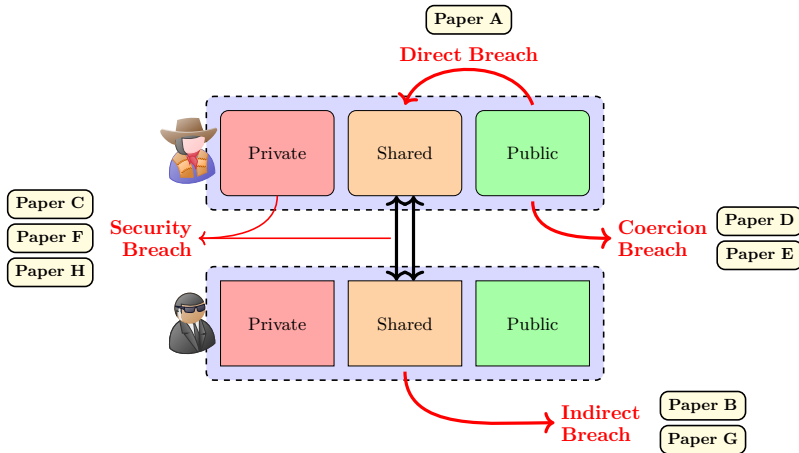 Paper A
Direct Breach
Private
Shared
Public
Paper C
Paper F
Paper H
Security
Breach
Coercion
Breach
Paper D
Paper E
Private
Shared
Public
Indirect
Breach
Paper B
Paper G